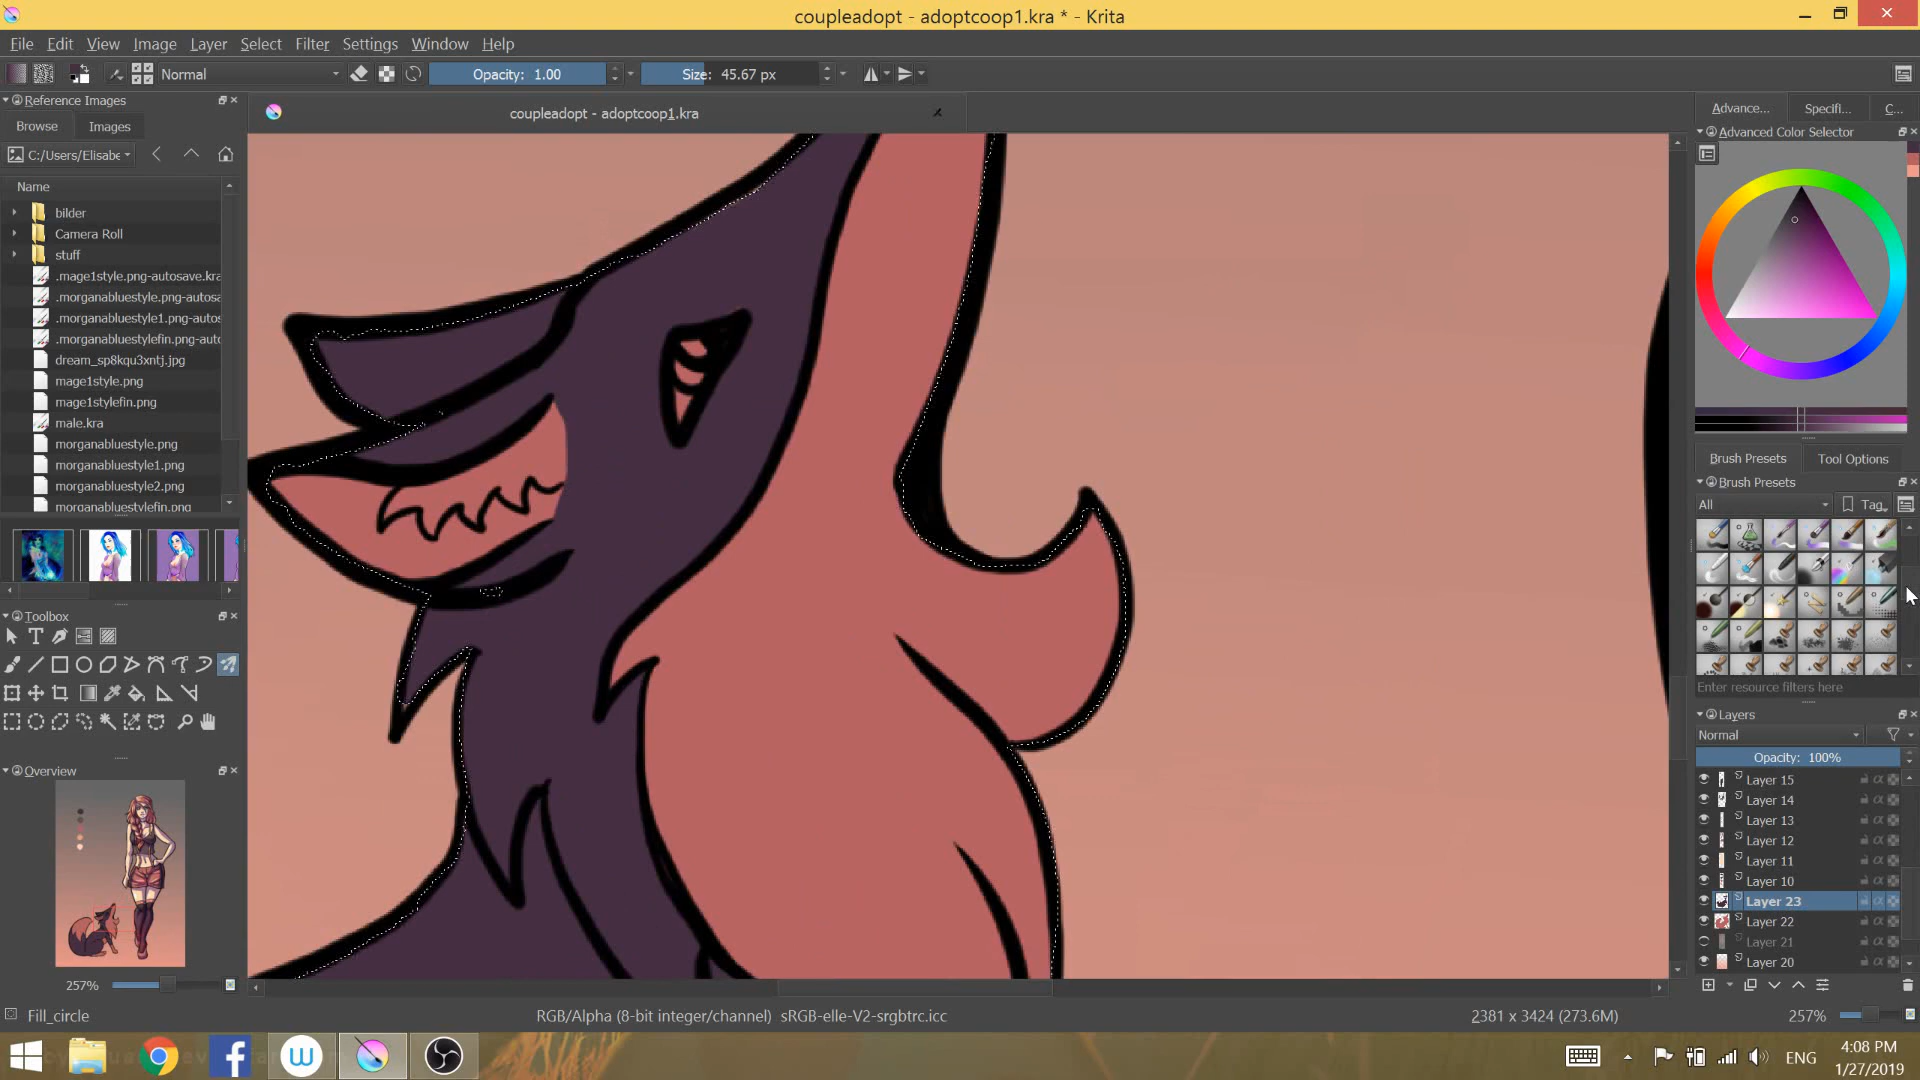 coupleadopt - adoptcoop1.kra * - Krita
File Edit View Image Layer Select Filter Settings Window Help
Normal
Opacity: 1.00
Size: 45.67 px
Reference Images
coupleadopt - adoptcoop1.kra
Advance...
Specifi...
C...
Browse
Images
Advanced Color Selector
C:/Users/Elisabe
Name
bilder
Camera Roll
stuff
.mage1style.png-autosave.kra
.morganabluestyle.png-autosa
.morganabluestyle1.png-autos
.morganabluestylefin.png-auto
dream_sp8kqu3xntj.jpg
mage1style.png
mage1stylefin.png
male.kra
morganabluestyle.png
morganabluestyle1.png
morganabluestyle2.png
morganabluestylefin.png
Brush Presets
Tool Options
Brush Presets
All
Tag
Toolbox
Enter resource filters here
Layers
Normal
Opacity: 100%
Overview
Layer 15
Layer 14
Layer 13
Layer 12
Layer 11
Layer 10
Layer 23
Layer 22
Layer 21
Layer 20
257%
Fill_circle
RGB/Alpha (8-bit integer/channel) sRGB-elle-V2-srgbtrc.icc
2381 x 3424 (273.6M)
257%
ENG
4:08 PM
1/27/2019